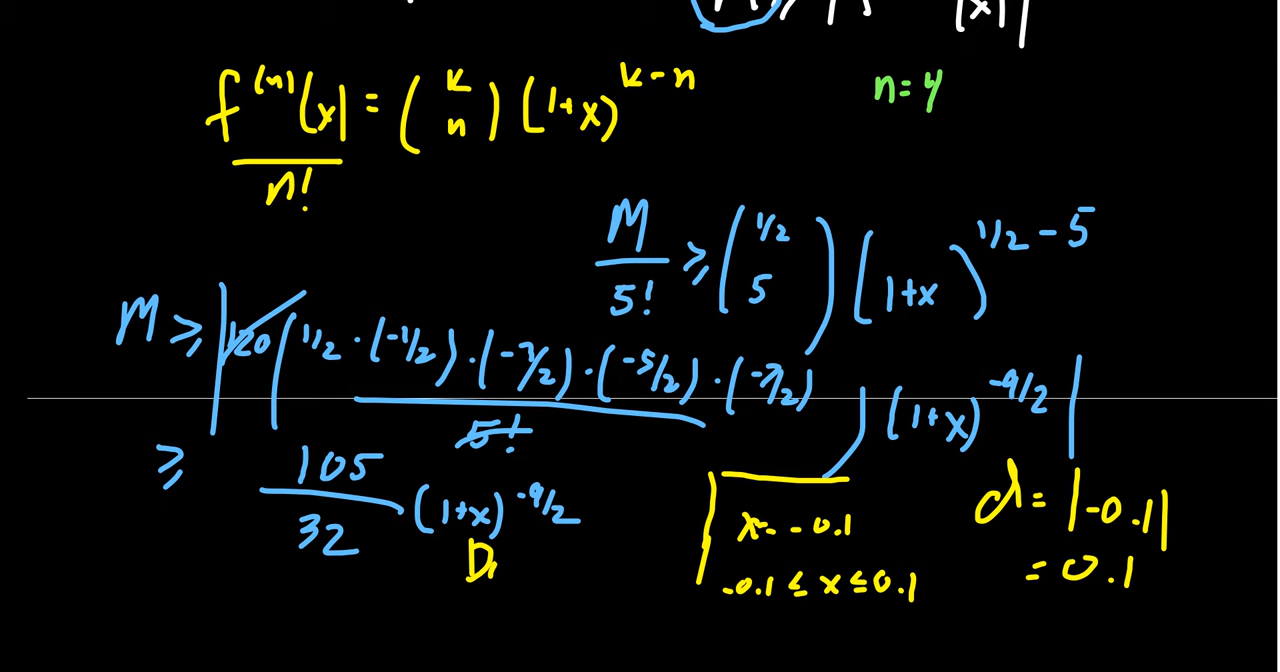 |x|
f^(n)(x) = (k n) (1+x)^k-n
n!
n=4
M/5! ≥ (1/2 5) (1+x)^1/2-5
M ≥ |120 (1/2 · (-1/2) · (-3/2) · (-5/2) · (-7/2) / 5!) (1+x)^-9/2|
≥ 105/32 (1+x)^-9/2
D
x=-0.1
-0.1 ≤ x ≤ 0.1
d = |-0.1|
= 0.1